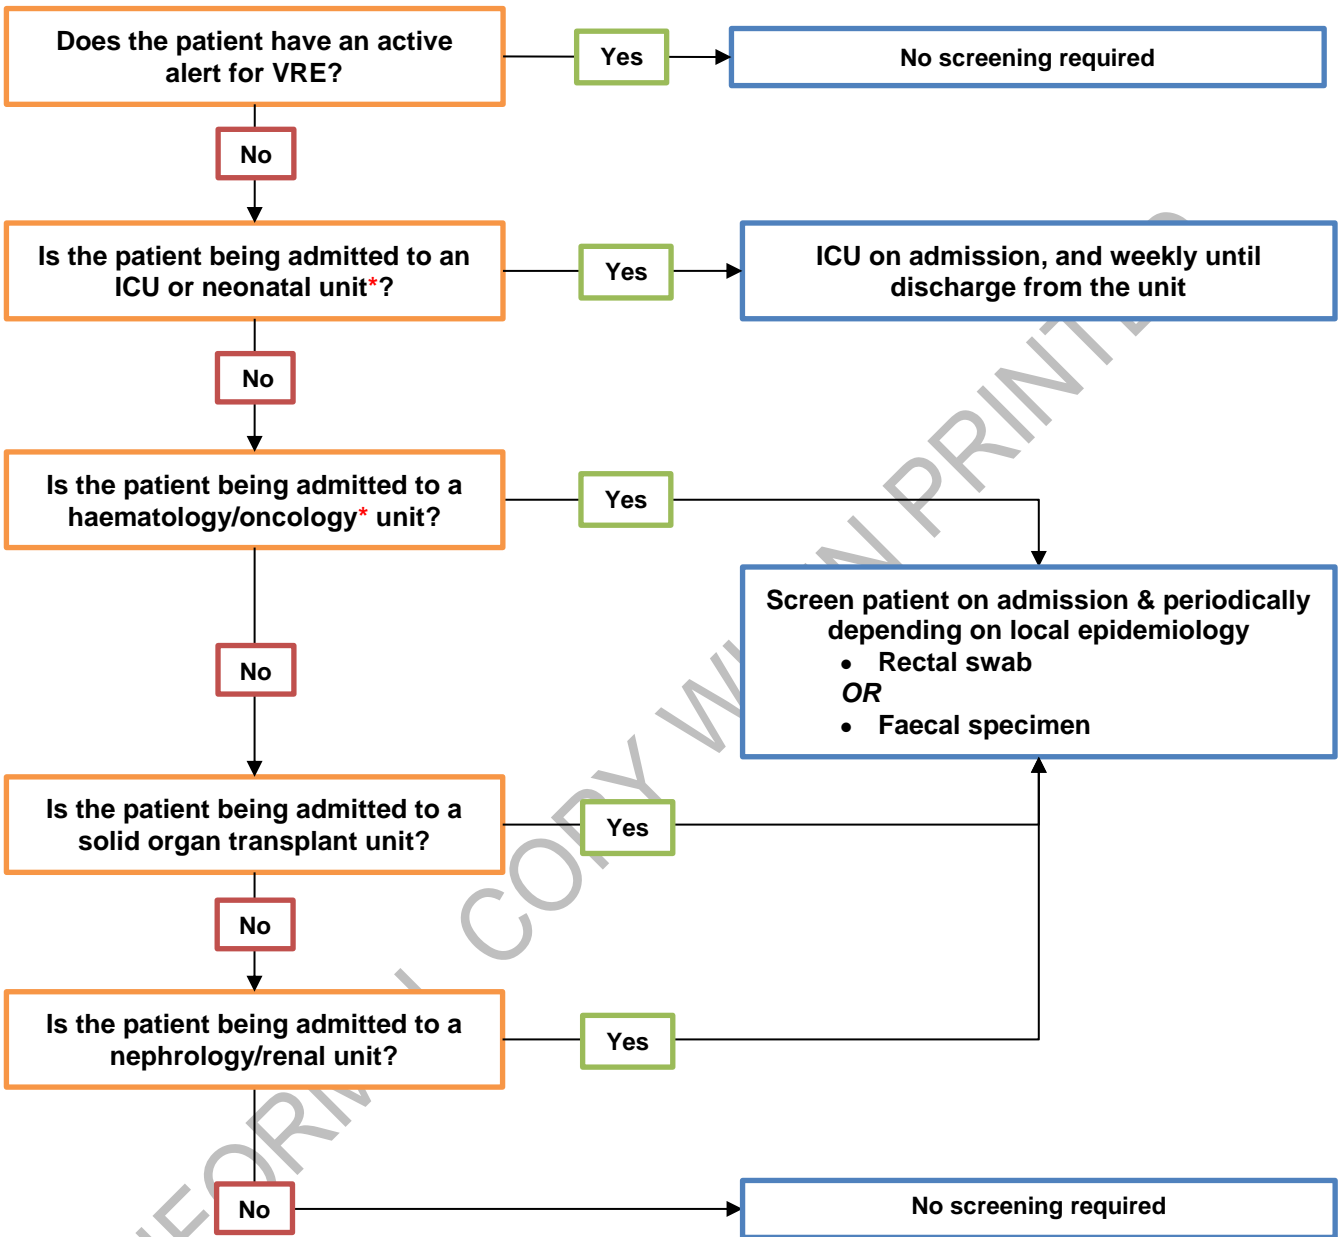 Does the patient have an active
alert for VRE?
Yes
No screening required
No
Is the patient being admitted to an
ICU or neonatal unit*?
Yes
ICU on admission, and weekly until
discharge from the unit
No
Is the patient being admitted to a
haematology/oncology* unit?
Yes
Screen patient on admission & periodically
depending on local epidemiology
• Rectal swab
OR
• Faecal specimen
No
Is the patient being admitted to a
solid organ transplant unit?
Yes
No
Is the patient being admitted to a
nephrology/renal unit?
Yes
No
No screening required
COPY
PRINTED